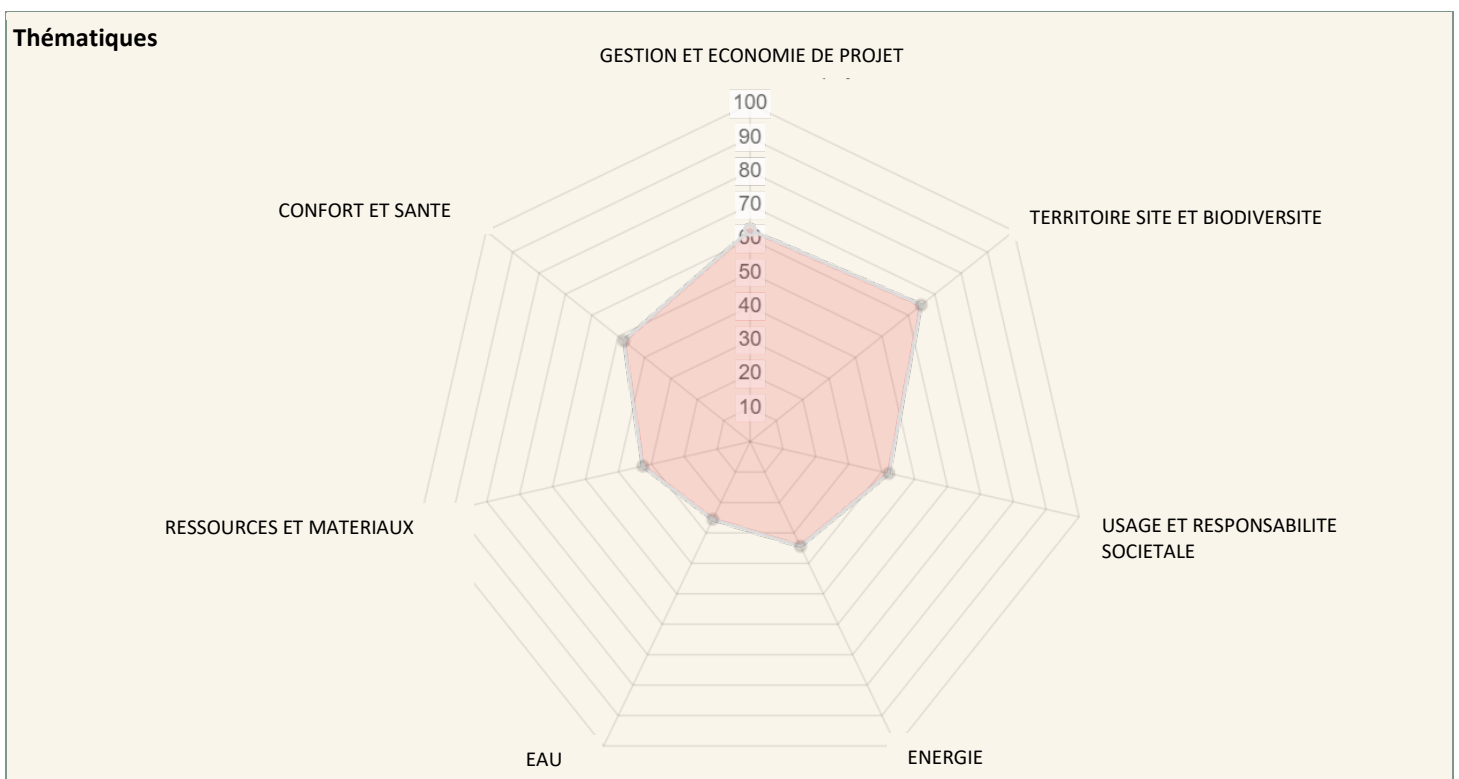 Thématiques
GESTION ET ECONOMIE DE PROJET
100
90
80
70
60
50
40
30
20
10
CONFORT ET SANTE
TERRITOIRE SITE ET BIODIVERSITE
RESSOURCES ET MATERIAUX
USAGE ET RESPONSABILITE
SOCIETALE
EAU
ENERGIE